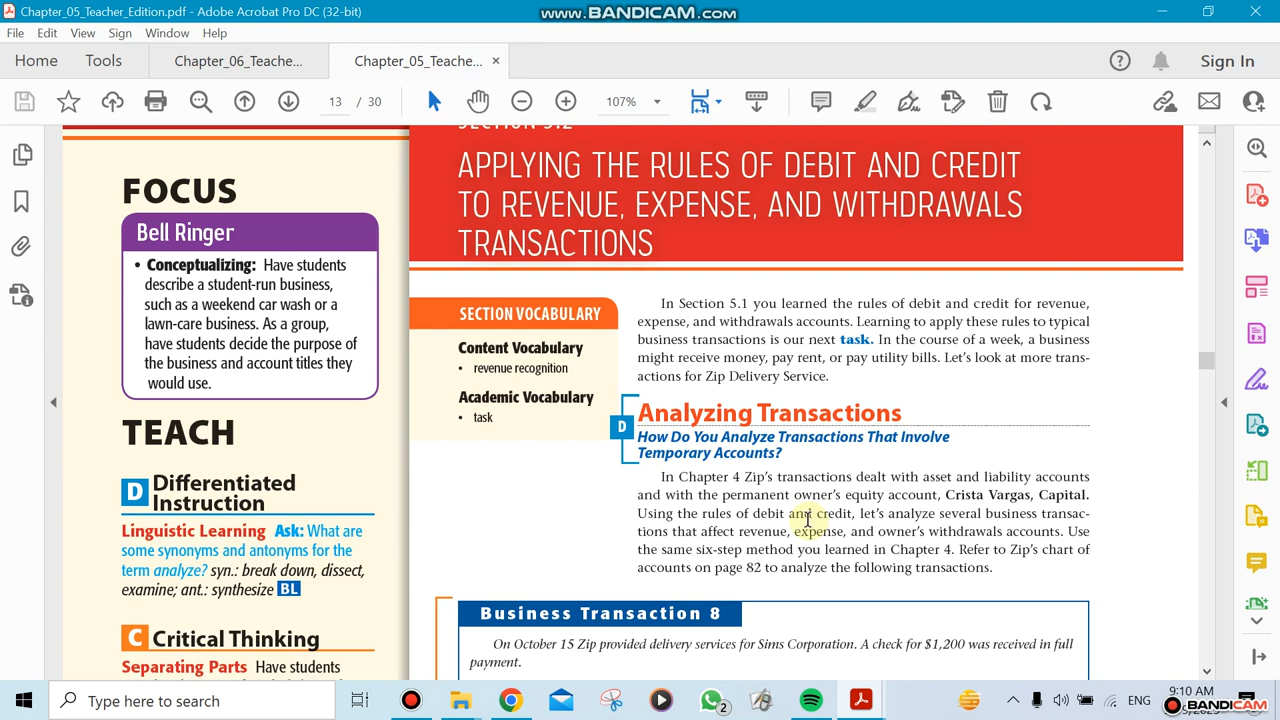 Chapter_05_Teacher_Edition.pdf - Adobe Acrobat Pro DC (32-bit)
www.BANDICAM.com
File Edit View Sign Window Help
Home Tools Chapter_06_Teache... Chapter_05_Teache... × Sign In
13 / 30 107%
SECTION 5.2
APPLYING THE RULES OF DEBIT AND CREDIT
TO REVENUE, EXPENSE, AND WITHDRAWALS
TRANSACTIONS
FOCUS
Bell Ringer
• Conceptualizing: Have students
describe a student-run business,
such as a weekend car wash or a
lawn-care business. As a group,
have students decide the purpose of
the business and account titles they
would use.
TEACH
D Differentiated
Instruction
Linguistic Learning Ask: What are
some synonyms and antonyms for the
term analyze? syn.: break down, dissect,
examine; ant.: synthesize BL
C Critical Thinking
Separating Parts Have students
SECTION VOCABULARY
Content Vocabulary
• revenue recognition
Academic Vocabulary
• task
In Section 5.1 you learned the rules of debit and credit for revenue,
expense, and withdrawals accounts. Learning to apply these rules to typical
business transactions is our next task. In the course of a week, a business
might receive money, pay rent, or pay utility bills. Let's look at more trans-
actions for Zip Delivery Service.
D
Analyzing Transactions
How Do You Analyze Transactions That Involve
Temporary Accounts?
In Chapter 4 Zip's transactions dealt with asset and liability accounts
and with the permanent owner's equity account, Crista Vargas, Capital.
Using the rules of debit and credit, let's analyze several business transac-
tions that affect revenue, expense, and owner's withdrawals accounts. Use
the same six-step method you learned in Chapter 4. Refer to Zip's chart of
accounts on page 82 to analyze the following transactions.
Business Transaction 8
On October 15 Zip provided delivery services for Sims Corporation. A check for $1,200 was received in full
payment.
Type here to search
2
ENG
9:10 AM
BANDICAM